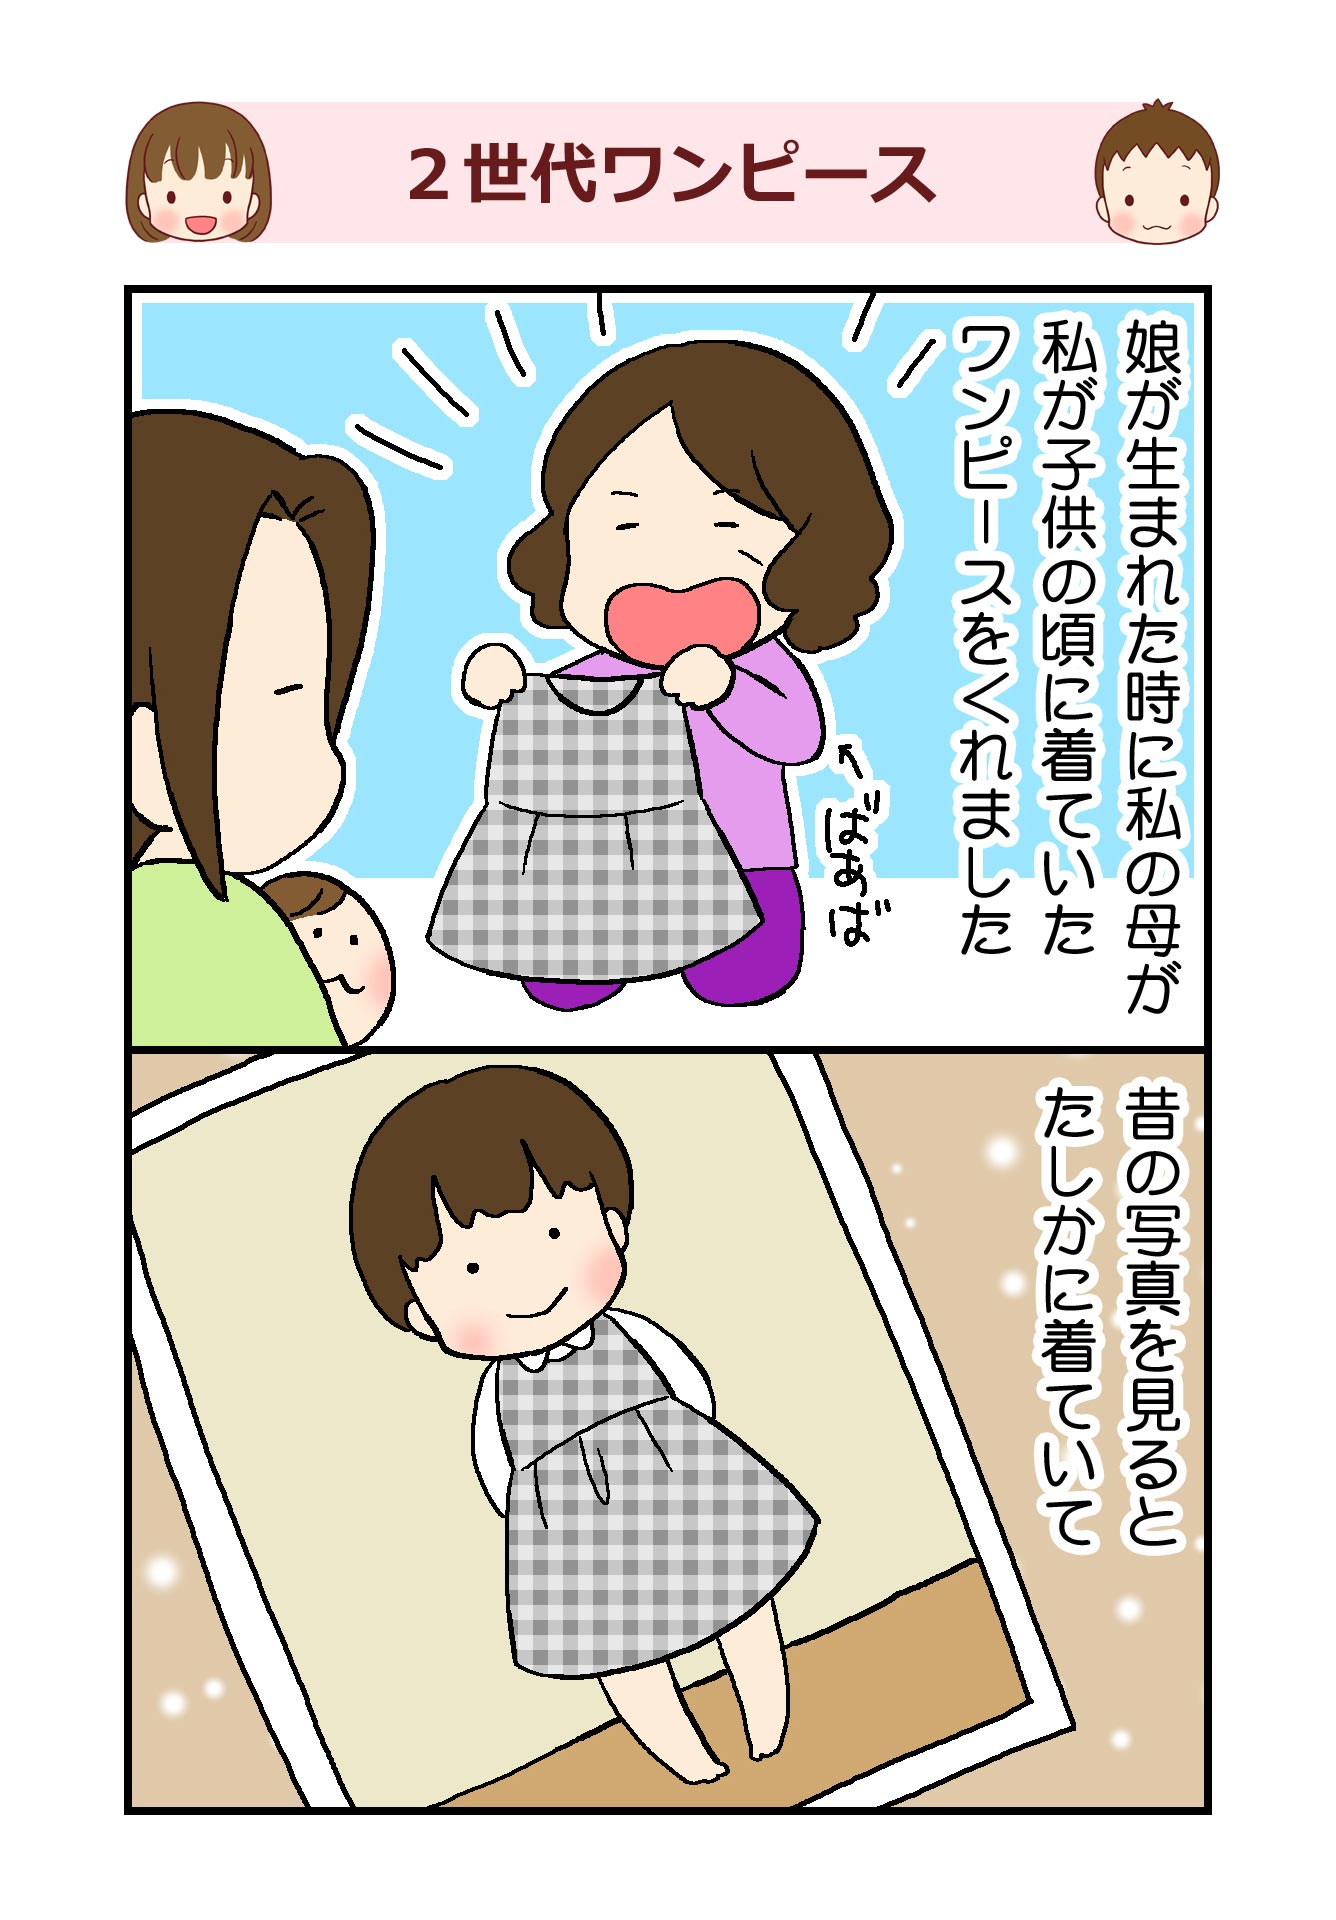 ２世代ワンピース
娘が生まれた時に私の母が
私が子供の頃に着ていた
ワンピースをくれました
ばぁば
昔の写真を見ると
たしかに着ていて